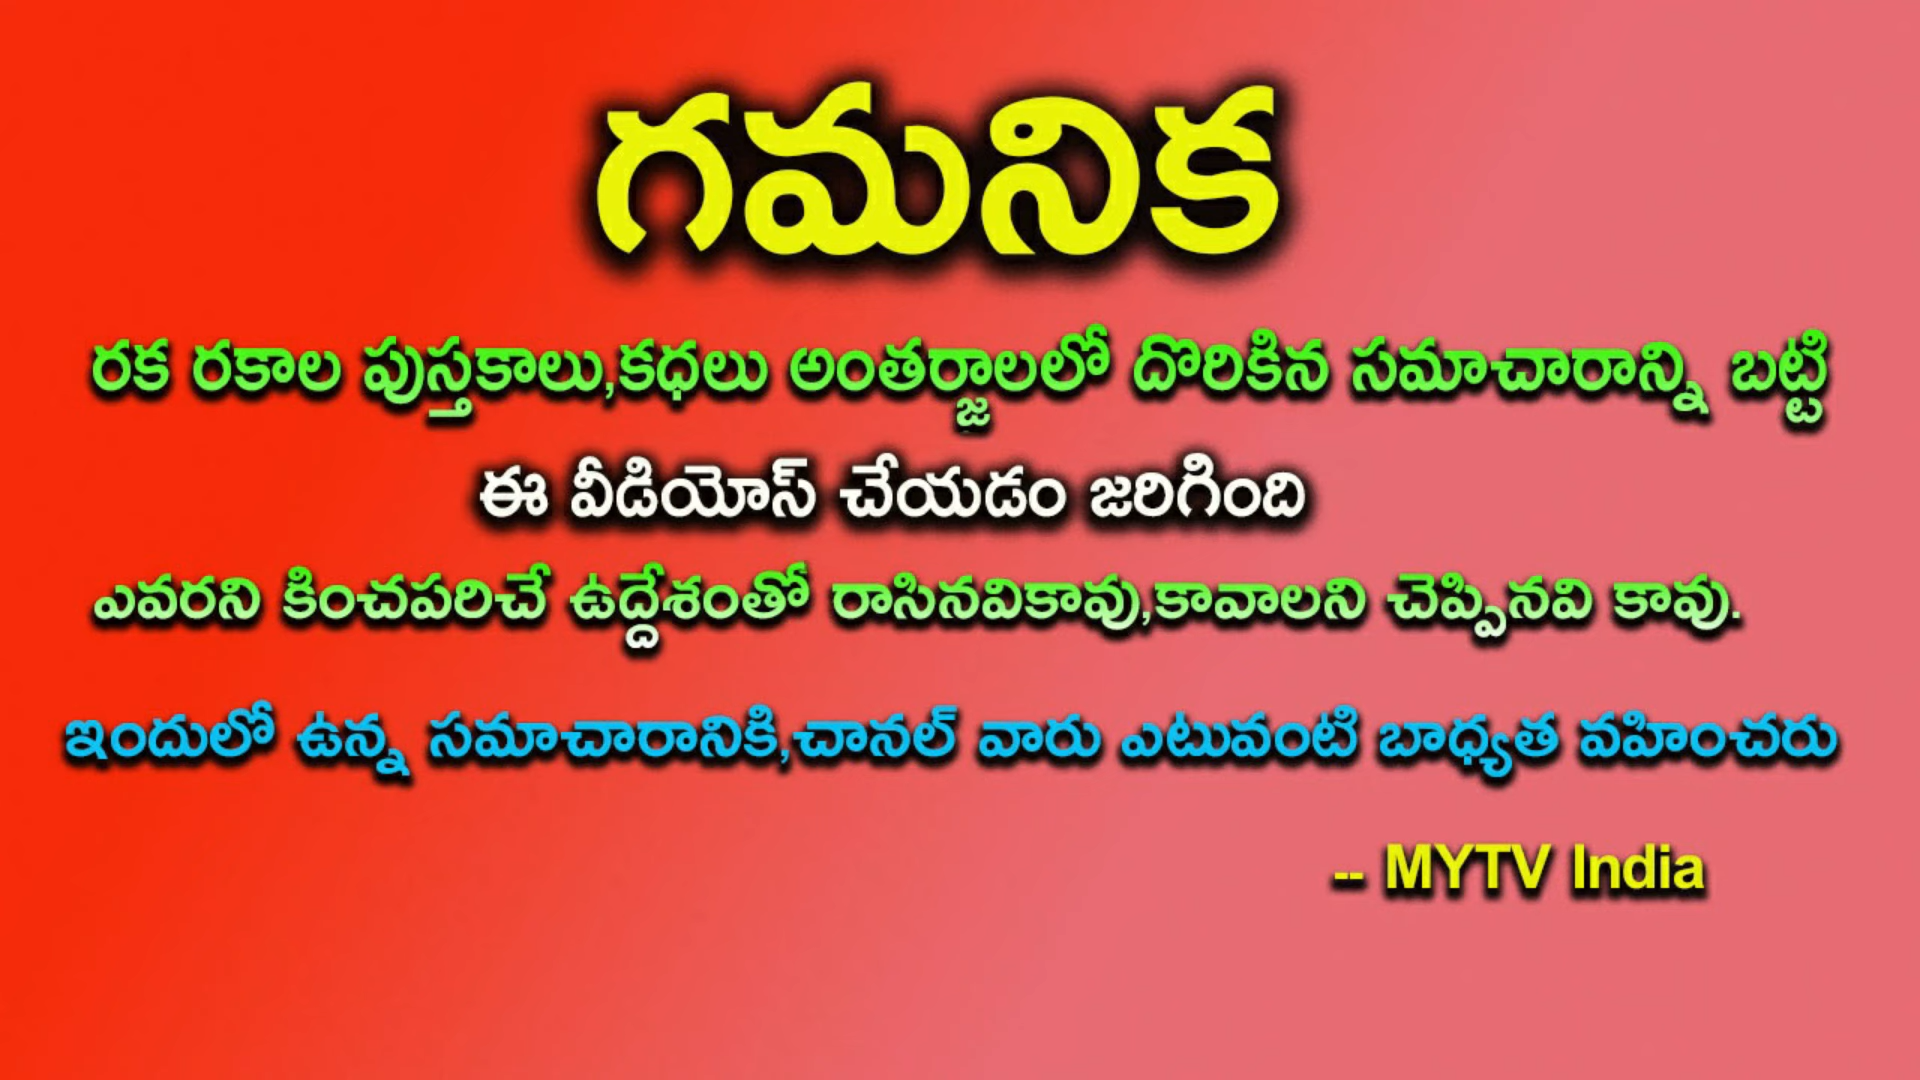 గమనిక
రక రకాల పుస్తకాలు,కధలు అంతర్జాలలో దొరికిన సమాచారాన్ని బట్టి
ఈ వీడియోస్ చేయడం జరిగింది
ఎవరని కించపరిచే ఉద్దేశంతో రాసినవికావు,కావాలని చెప్పినవి కావు.
ఇందులో ఉన్న సమాచారానికి,చానల్ వారు ఎటువంటి బాధ్యత వహించరు
-- MYTV India